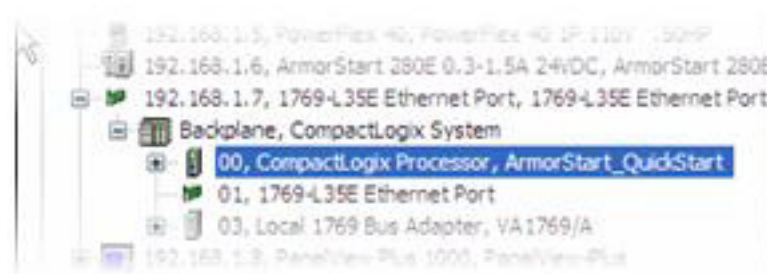 192.168.1.5, PowerFlex 40, PowerFlex 40 1P 110V .50HP
192.168.1.6, ArmorStart 280E 0.3-1.5A 24VDC, ArmorStart 280E
192.168.1.7, 1769-L35E Ethernet Port, 1769-L35E Ethernet Port
Backplane, CompactLogix System
00, CompactLogix Processor, ArmorStart_QuickStart
01, 1769-L35E Ethernet Port
03, Local 1769 Bus Adapter, VA1769/A
192.168.1.8, PanelView Plus 1000, PanelView Plus